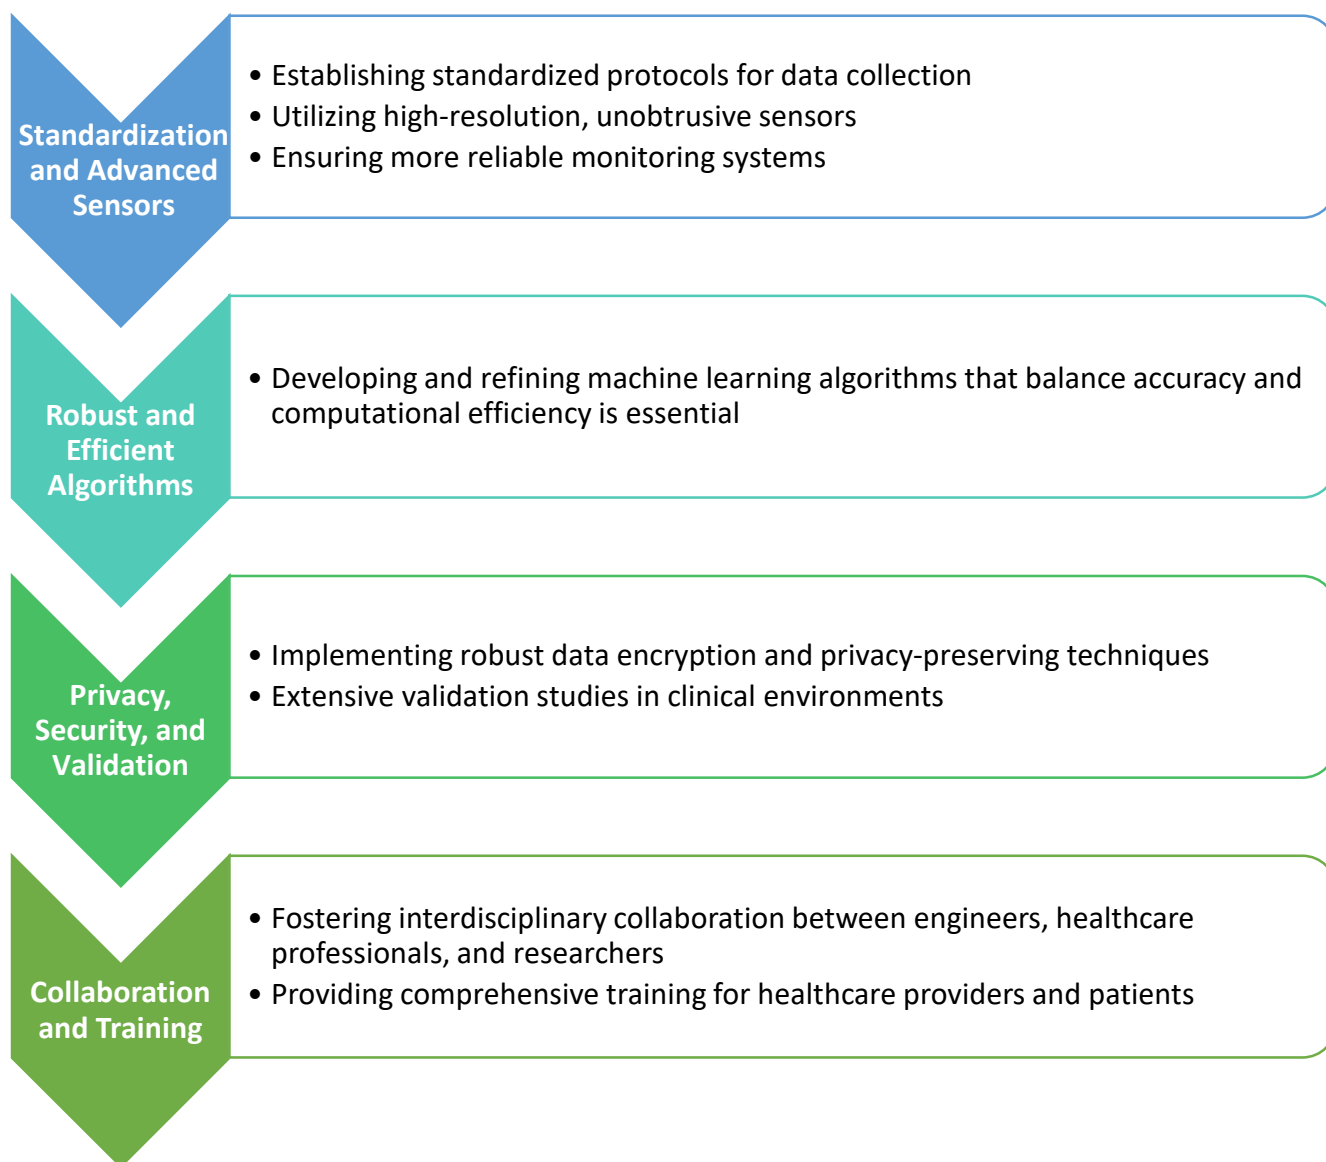 Standardization
and Advanced
Sensors
• Establishing standardized protocols for data collection
• Utilizing high-resolution, unobtrusive sensors
• Ensuring more reliable monitoring systems
Robust and
Efficient
Algorithms
• Developing and refining machine learning algorithms that balance accuracy and
computational efficiency is essential
Privacy,
Security, and
Validation
• Implementing robust data encryption and privacy-preserving techniques
• Extensive validation studies in clinical environments
Collaboration
and Training
• Fostering interdisciplinary collaboration between engineers, healthcare
professionals, and researchers
• Providing comprehensive training for healthcare providers and patients